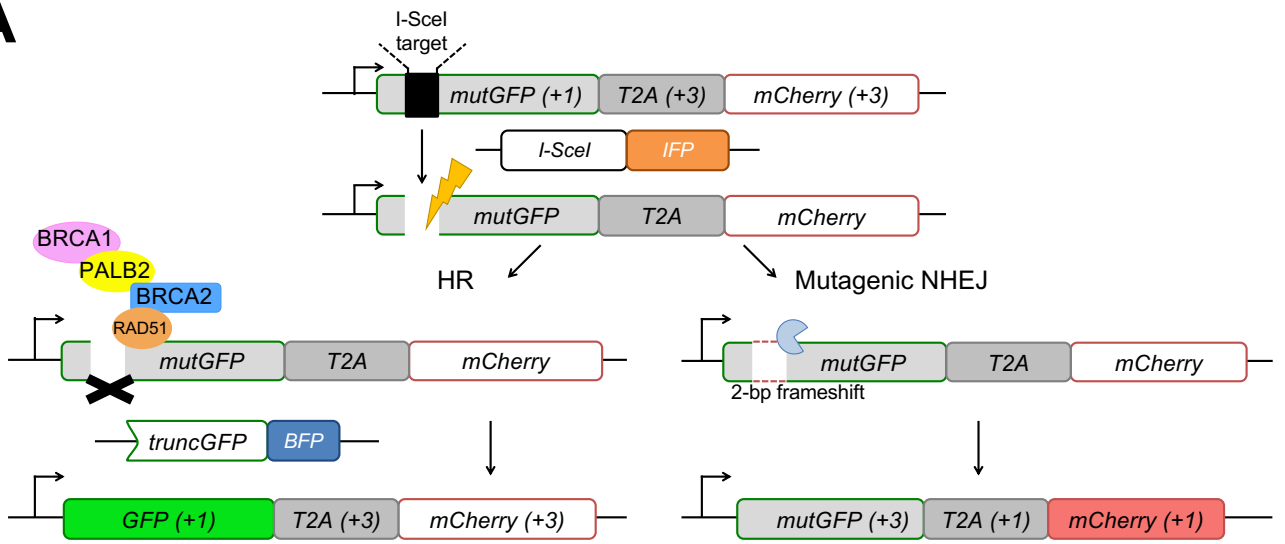 A
I-SceI
target
mutGFP (+1) T2A (+3) mCherry (+3)
I-SceI IFP
mutGFP T2A mCherry
HR
Mutagenic NHEJ
BRCA1
PALB2
BRCA2
RAD51
mutGFP T2A mCherry
mutGFP T2A mCherry
2-bp frameshift
truncGFP BFP
GFP (+1) T2A (+3) mCherry (+3)
mutGFP (+3) T2A (+1) mCherry (+1)